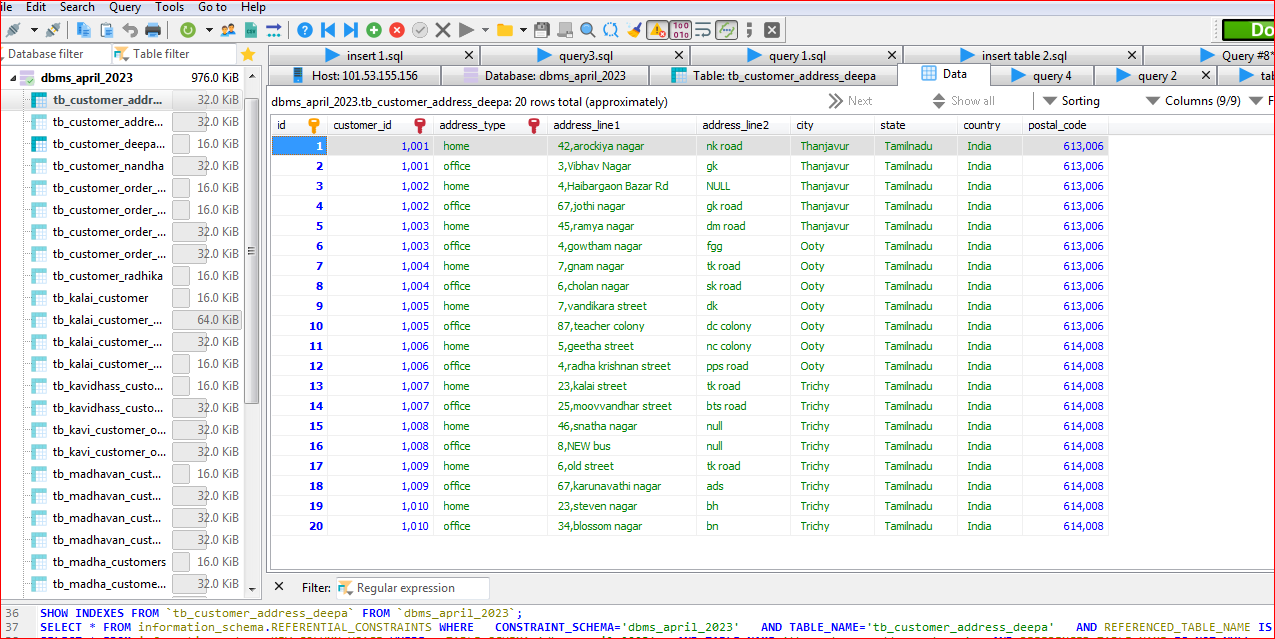 ile Edit Search Query Tools Go to Help
Do
Database filter Table filter
insert 1.sql query3.sql query 1.sql insert table 2.sql Query #8*
Host: 101.53.155.156 Database: dbms_april_2023 Table: tb_customer_address_deepa Data query 4 query 2 tab
dbms_april_2023 976.0 KiB
tb_customer_addr... 32.0 KiB
tb_customer_addre... 32.0 KiB
tb_customer_deepa... 16.0 KiB
tb_customer_nandha 32.0 KiB
tb_customer_order_... 16.0 KiB
tb_customer_order_... 16.0 KiB
tb_customer_order_... 32.0 KiB
tb_customer_order_... 32.0 KiB
tb_customer_radhika 16.0 KiB
tb_kalai_customer 16.0 KiB
tb_kalai_customer_... 64.0 KiB
tb_kalai_customer_... 32.0 KiB
tb_kalai_customer_... 16.0 KiB
tb_kavidhass_custo... 16.0 KiB
tb_kavidhass_custo... 32.0 KiB
tb_kavi_customer_o... 32.0 KiB
tb_kavi_customer_o... 32.0 KiB
tb_madhavan_cust... 16.0 KiB
tb_madhavan_cust... 32.0 KiB
tb_madhavan_cust... 32.0 KiB
tb_madhavan_cust... 32.0 KiB
tb_madha_customers 16.0 KiB
tb_madha_custome... 32.0 KiB
dbms_april_2023.tb_customer_address_deepa: 20 rows total (approximately) Next Show all Sorting Columns (9/9) F
id customer_id address_type address_line1 address_line2 city state country postal_code
1 1,001 home 42,arockiya nagar nk road Thanjavur Tamilnadu India 613,006
2 1,001 office 3,Vibhav Nagar gk Thanjavur Tamilnadu India 613,006
3 1,002 home 4,Haibargaon Bazar Rd NULL Thanjavur Tamilnadu India 613,006
4 1,002 office 67,jothi nagar gk road Thanjavur Tamilnadu India 613,006
5 1,003 home 45,ramya nagar dm road Thanjavur Tamilnadu India 613,006
6 1,003 office 4,gowtham nagar fgg Ooty Tamilnadu India 613,006
7 1,004 home 7,gnam nagar tk road Ooty Tamilnadu India 613,006
8 1,004 office 6,cholan nagar sk road Ooty Tamilnadu India 613,006
9 1,005 home 7,vandikara street dk Ooty Tamilnadu India 613,006
10 1,005 office 87,teacher colony dc colony Ooty Tamilnadu India 613,006
11 1,006 home 5,geetha street nc colony Ooty Tamilnadu India 614,008
12 1,006 office 4,radha krishnan street pps road Ooty Tamilnadu India 614,008
13 1,007 home 23,kalai street tk road Trichy Tamilnadu India 614,008
14 1,007 office 25,moovvandhar street bts road Trichy Tamilnadu India 614,008
15 1,008 home 46,snatha nagar null Trichy Tamilnadu India 614,008
16 1,008 office 8,NEW bus null Trichy Tamilnadu India 614,008
17 1,009 home 6,old street tk road Trichy Tamilnadu India 614,008
18 1,009 office 67,karunavathi nagar ads Trichy Tamilnadu India 614,008
19 1,010 home 23,steven nagar bh Trichy Tamilnadu India 614,008
20 1,010 office 34,blossom nagar bn Trichy Tamilnadu India 614,008
Filter: Regular expression
36 SHOW INDEXES FROM `tb_customer_address_deepa` FROM `dbms_april_2023`;
37 SELECT * FROM information_schema.REFERENTIAL_CONSTRAINTS WHERE CONSTRAINT_SCHEMA='dbms_april_2023' AND TABLE_NAME='tb_customer_address_deepa' AND REFERENCED_TABLE_NAME IS